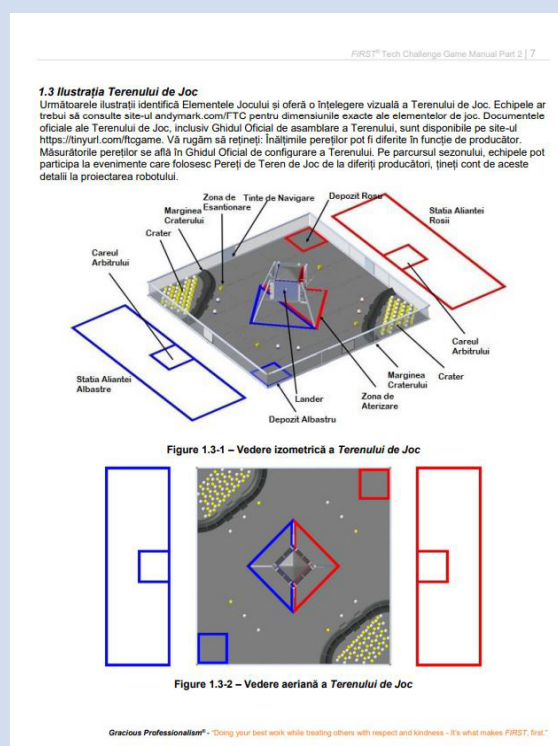 FIRST® Tech Challenge Game Manual Part 2 | 7
1.3 Ilustrația Terenului de Joc
Următoarele ilustrații identifică Elementele Jocului și oferă o înțelegere vizuală a Terenului de Joc. Echipele ar
trebui să consulte site-ul andymark.com/FTC pentru dimensiunile exacte ale elementelor de joc. Documentele
oficiale ale Terenului de Joc, inclusiv Ghidul Oficial de asamblare a Terenului, sunt disponibile pe site-ul
https://tinyurl.com/ftcgame. Vă rugăm să rețineți: Înălțimile pereților pot fi diferite în funcție de producător.
Măsurătorile pereților se află în Ghidul Oficial de configurare a Terenului. Pe parcursul sezonului, echipele pot
participa la evenimente care folosesc Pereți de Teren de Joc de la diferiți producători, țineți cont de aceste
detalii la proiectarea robotului.
Zona de
Esantionare
Tinte de Navigare
Depozit Rosu
Marginea
Craterului
Statia Aliantei
Rosii
Crater
Careul
Arbitrului
Careul
Arbitrului
Statia Aliantei
Albastre
Marginea
Craterului
Crater
Lander
Zona de
Aterizare
Depozit Albastru
Figure 1.3-1 – Vedere izometrică a Terenului de Joc
Figure 1.3-2 – Vedere aeriană a Terenului de Joc
Gracious Professionalism® - "Doing your best work while treating others with respect and kindness - It's what makes FIRST, first."